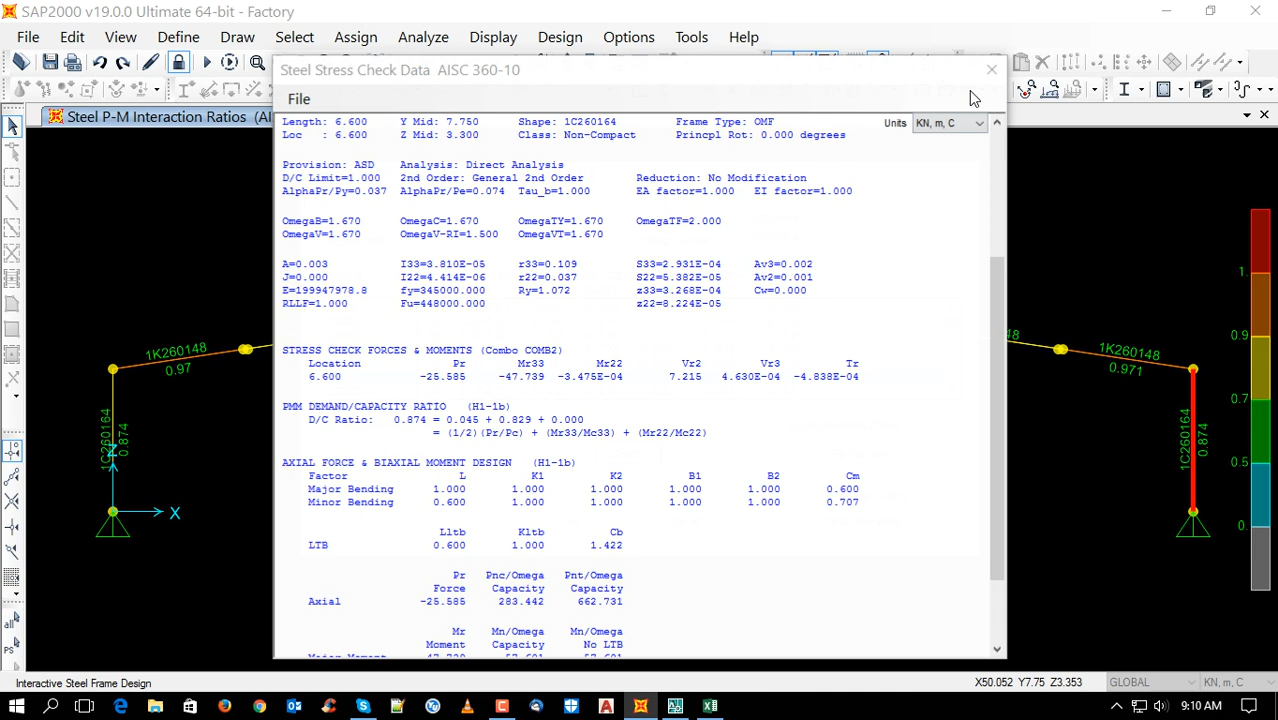 SAP2000 v19.0.0 Ultimate 64-bit - Factory
File Edit View Define Draw Select Assign Analyze Display Design Options Tools Help
Steel P-M Interaction Ratios (AI
Steel Stress Check Data AISC 360-10
File
Units KN, m, C
Length: 6.600 Y Mid: 7.750 Shape: 1C260164 Frame Type: OMF
Loc : 6.600 Z Mid: 3.300 Class: Non-Compact Princpl Rot: 0.000 degrees
Provision: ASD Analysis: Direct Analysis
D/C Limit=1.000 2nd Order: General 2nd Order Reduction: No Modification
AlphaPr/Py=0.037 AlphaPr/Pe=0.074 Tau_b=1.000 EA factor=1.000 EI factor=1.000
OmegaB=1.670 OmegaC=1.670 OmegaTY=1.670 OmegaTF=2.000
OmegaV=1.670 OmegaV-RI=1.500 OmegaVT=1.670
A=0.003 I33=3.810E-05 r33=0.109 S33=2.931E-04 Av3=0.002
J=0.000 I22=4.414E-06 r22=0.037 S22=5.382E-05 Av2=0.001
E=199947978.8 fy=345000.000 Ry=1.072 z33=3.268E-04 Cw=0.000
RLLF=1.000 Fu=448000.000 z22=8.224E-05
STRESS CHECK FORCES & MOMENTS (Combo COMB2)
Location Pr Mr33 Mr22 Vr2 Vr3 Tr
6.600 -25.585 -47.739 -3.475E-04 7.215 4.630E-04 -4.838E-04
PMM DEMAND/CAPACITY RATIO (H1-1b)
D/C Ratio: 0.874 = 0.045 + 0.829 + 0.000
= (1/2)(Pr/Pc) + (Mr33/Mc33) + (Mr22/Mc22)
AXIAL FORCE & BIAXIAL MOMENT DESIGN (H1-1b)
Factor L K1 K2 B1 B2 Cm
Major Bending 1.000 1.000 1.000 1.000 1.000 0.600
Minor Bending 0.600 1.000 1.000 1.000 1.000 0.707
Lltb Kltb Cb
LTB 0.600 1.000 1.422
Pr Pnc/Omega Pnt/Omega
Force Capacity Capacity
Axial -25.585 283.442 662.731
Mr Mn/Omega Mn/Omega
Moment Capacity No LTB
1K260148
0.97
1C260164
0.874
Z
X
48
1K260148
0.971
1C260164
0.874
1.
0.9
0.7
0.5
0.
all
PS
Interactive Steel Frame Design
X50.052 Y7.75 Z3.353
GLOBAL
KN, m, C
9:10 AM